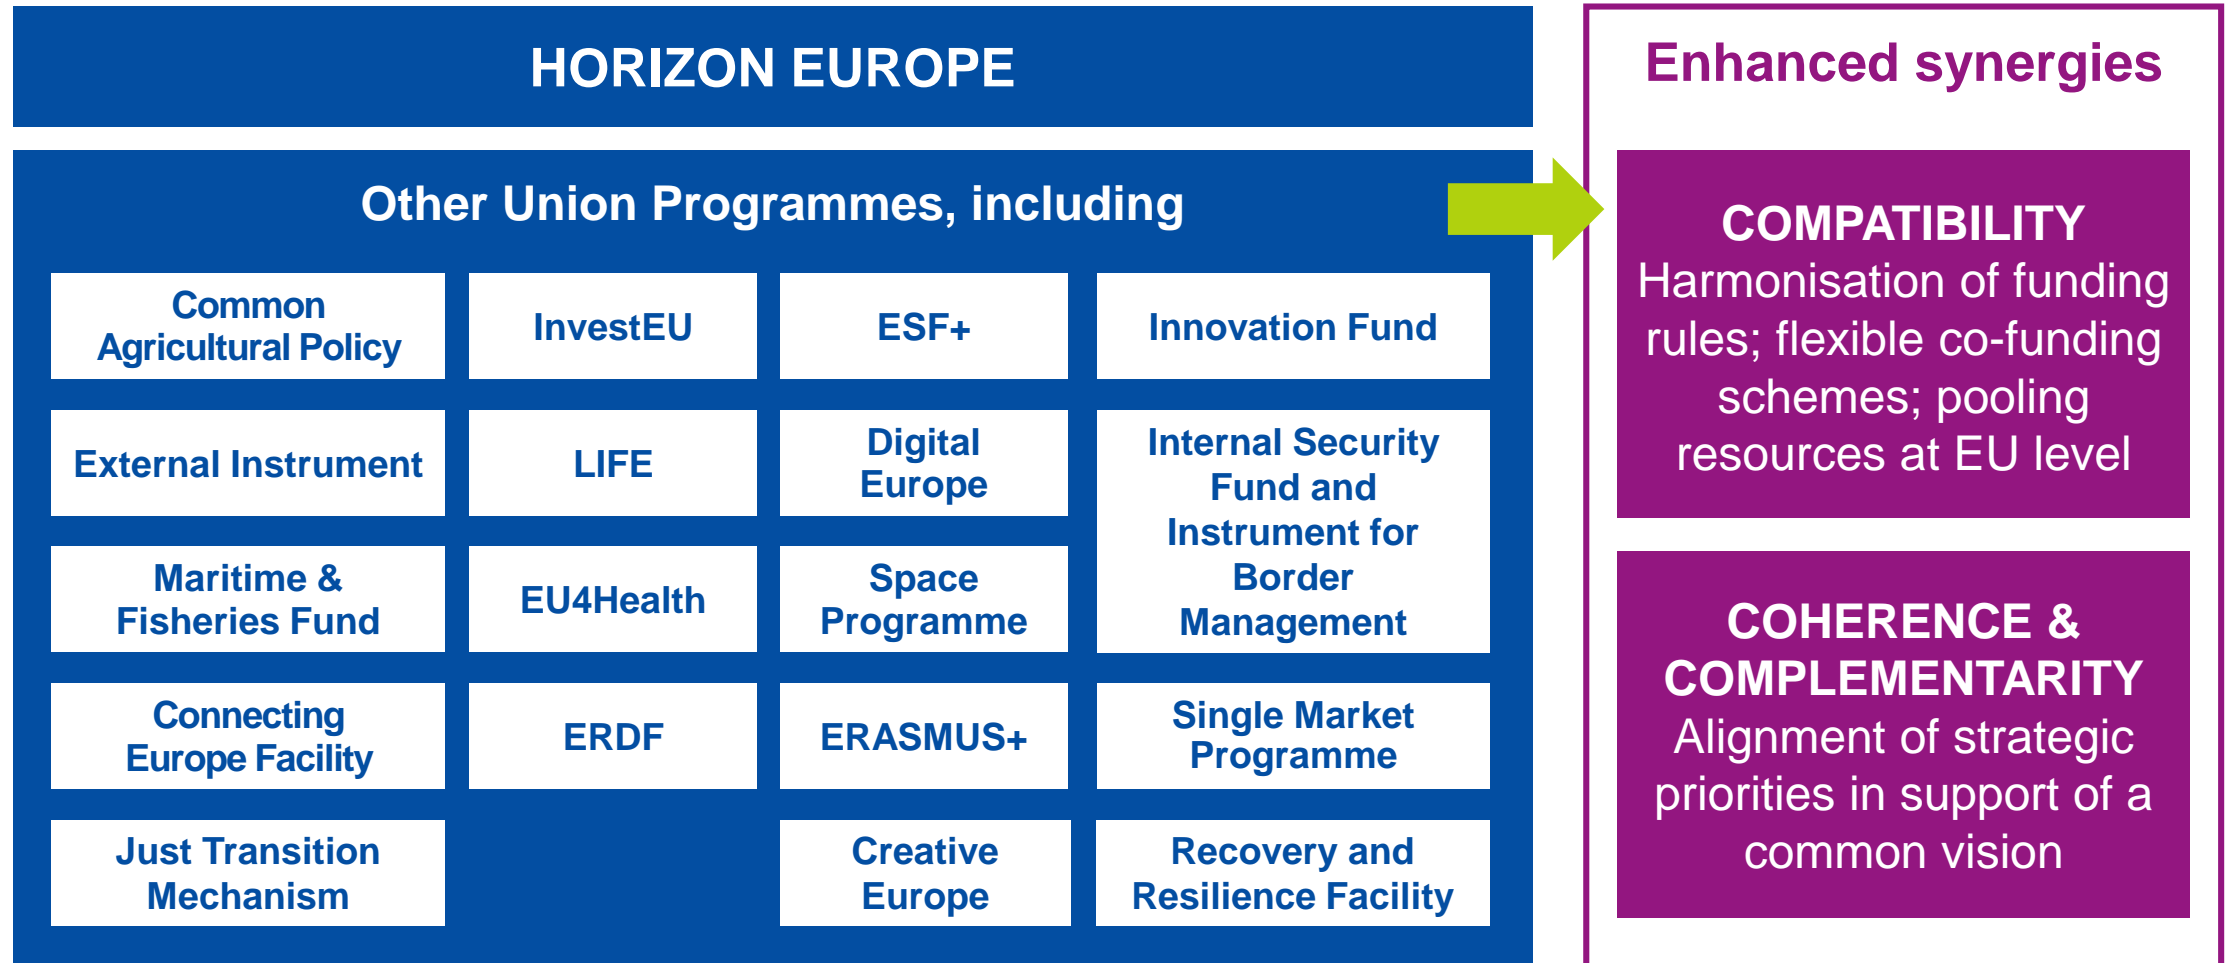 HORIZON EUROPE
Other Union Programmes, including
Common
Agricultural Policy
InvestEU
ESF+
Innovation Fund
External Instrument
LIFE
Digital
Europe
Internal Security
Fund and
Instrument for
Border
Management
Maritime &
Fisheries Fund
EU4Health
Space
Programme
Connecting
Europe Facility
ERDF
ERASMUS+
Single Market
Programme
Just Transition
Mechanism
Creative
Europe
Recovery and
Resilience Facility
Enhanced synergies
COMPATIBILITY
Harmonisation of funding
rules; flexible co-funding
schemes; pooling
resources at EU level
COHERENCE &
COMPLEMENTARITY
Alignment of strategic
priorities in support of a
common vision